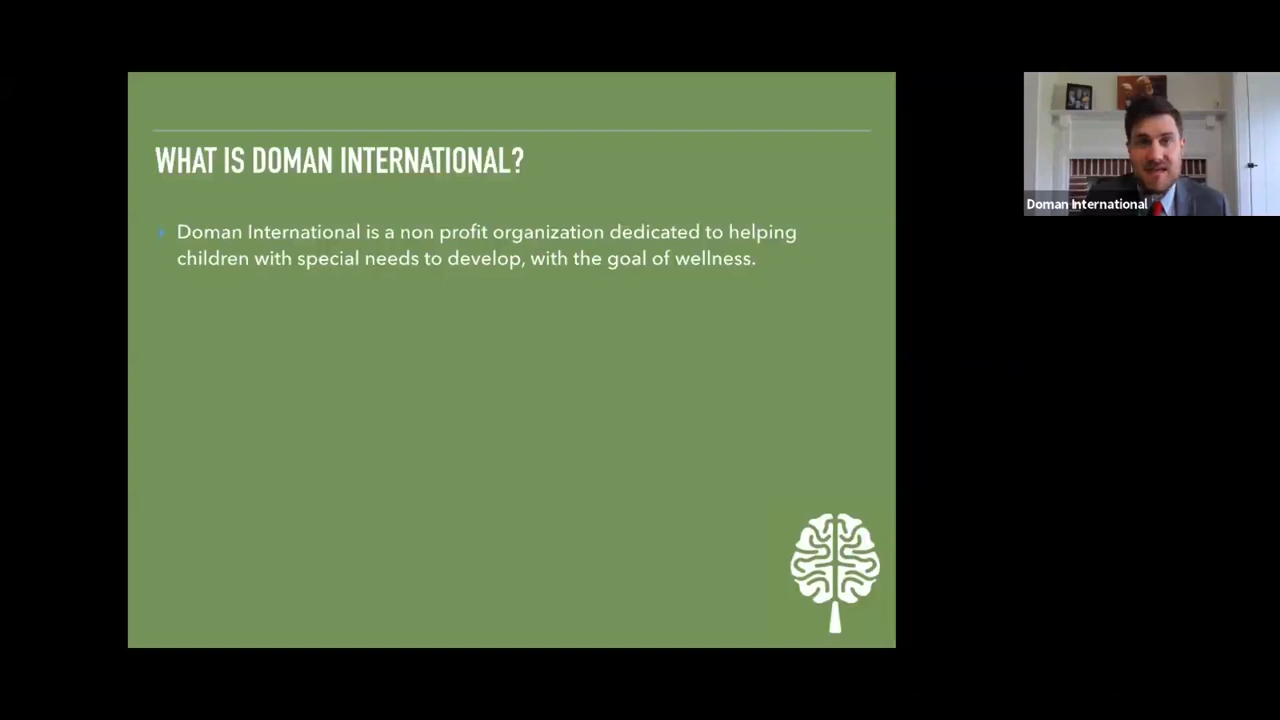 WHAT IS DOMAN INTERNATIONAL?
Doman International is a non profit organization dedicated to helping
children with special needs to develop, with the goal of wellness.
Doman International